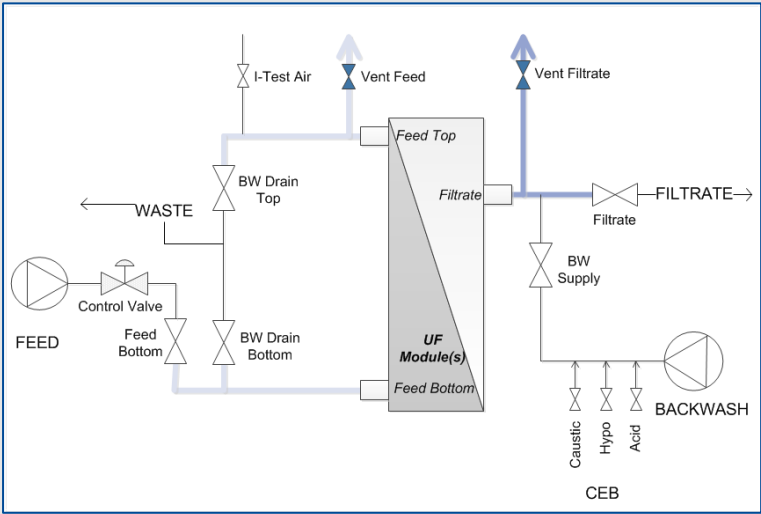 I-Test Air
Vent Feed
Vent Filtrate
Feed Top
BW Drain
Top
Filtrate
FILTRATE
WASTE
Filtrate
BW
Supply
Control Valve
FEED
Feed
Bottom
BW Drain
Bottom
UF
Module(s)
Feed Bottom
BACKWASH
Caustic
Hypo
Acid
CEB